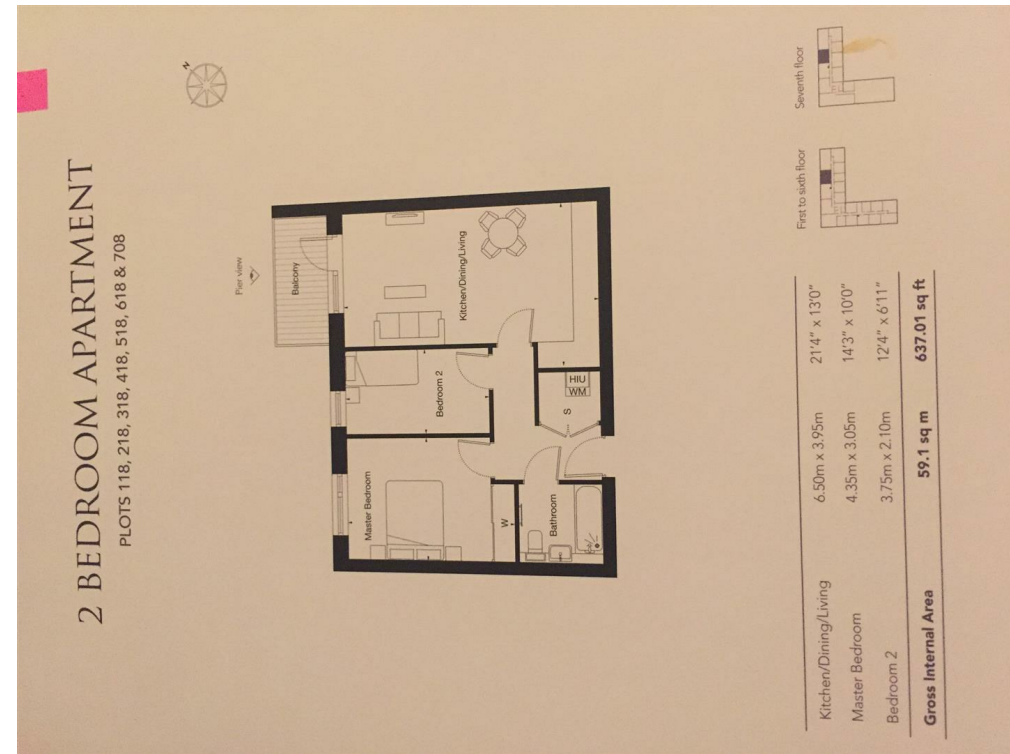 2 BEDROOM APARTMENT
PLOTS 118, 218, 318, 418, 518, 618 & 708
N
Pier view
Balcony
Kitchen/Dining/Living
Bedroom 2
Master Bedroom
W
Bathroom
S
HIU
WM
Kitchen/Dining/Living 6.50m x 3.95m 21'4" x 13'0"
Master Bedroom 4.35m x 3.05m 14'3" x 10'0"
Bedroom 2 3.75m x 2.10m 12'4" x 6'11"
Gross Internal Area 59.1 sq m 637.01 sq ft
First to sixth floor
Seventh floor